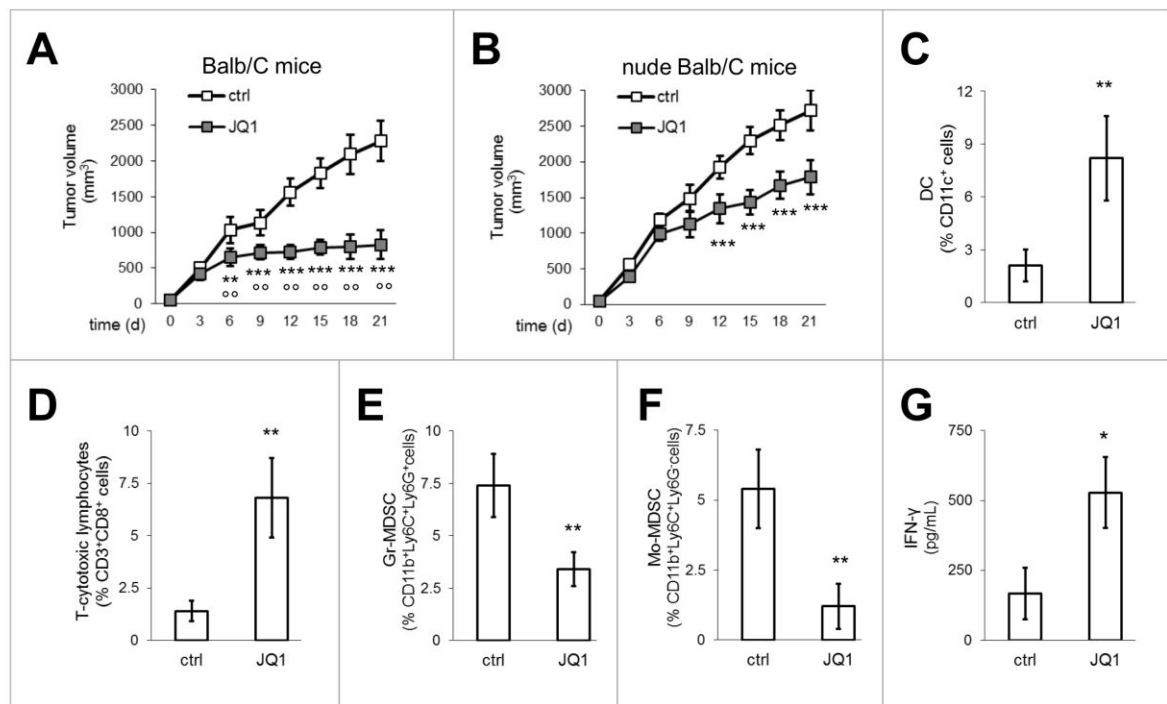 A
Balb/C mice
ctrl
JQ1
Tumor volume
(mm³)
3000
2500
2000
1500
1000
500
0
** *** *** *** *** ***
°° °° °° °° °° °°
time (d) 0 3 6 9 12 15 18 21
B
nude Balb/C mice
ctrl
JQ1
Tumor volume
(mm³)
3000
2500
2000
1500
1000
500
0
*** *** *** ***
time (d) 0 3 6 9 12 15 18 21
C
DC
(% CD11c⁺ cells)
12
9
6
3
0
**
ctrl JQ1
D
T-cytotoxic lymphocytes
(% CD3⁺CD8⁺ cells)
10
7.5
5
2.5
0
**
ctrl JQ1
E
Gr-MDSC
(% CD11b⁺Ly6C⁺Ly6G⁺cells)
10
7.5
5
2.5
0
**
ctrl JQ1
F
Mo-MDSC
(% CD11b⁺Ly6C⁺Ly6G⁻cells)
10
7.5
5
2.5
0
**
ctrl JQ1
G
IFN-γ
(pg/mL)
750
500
250
0
*
ctrl JQ1